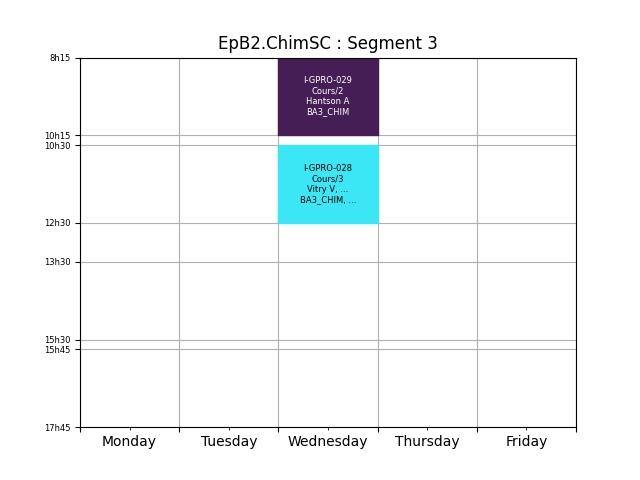 EpB2.ChimSC : Segment 3
8h15
I-GPRO-029
Cours/2
Hantson A
BA3_CHIM
10h15
10h30
I-GPRO-028
Cours/3
Vitry V, ...
BA3_CHIM, ...
12h30
13h30
15h30
15h45
17h45
Monday Tuesday Wednesday Thursday Friday